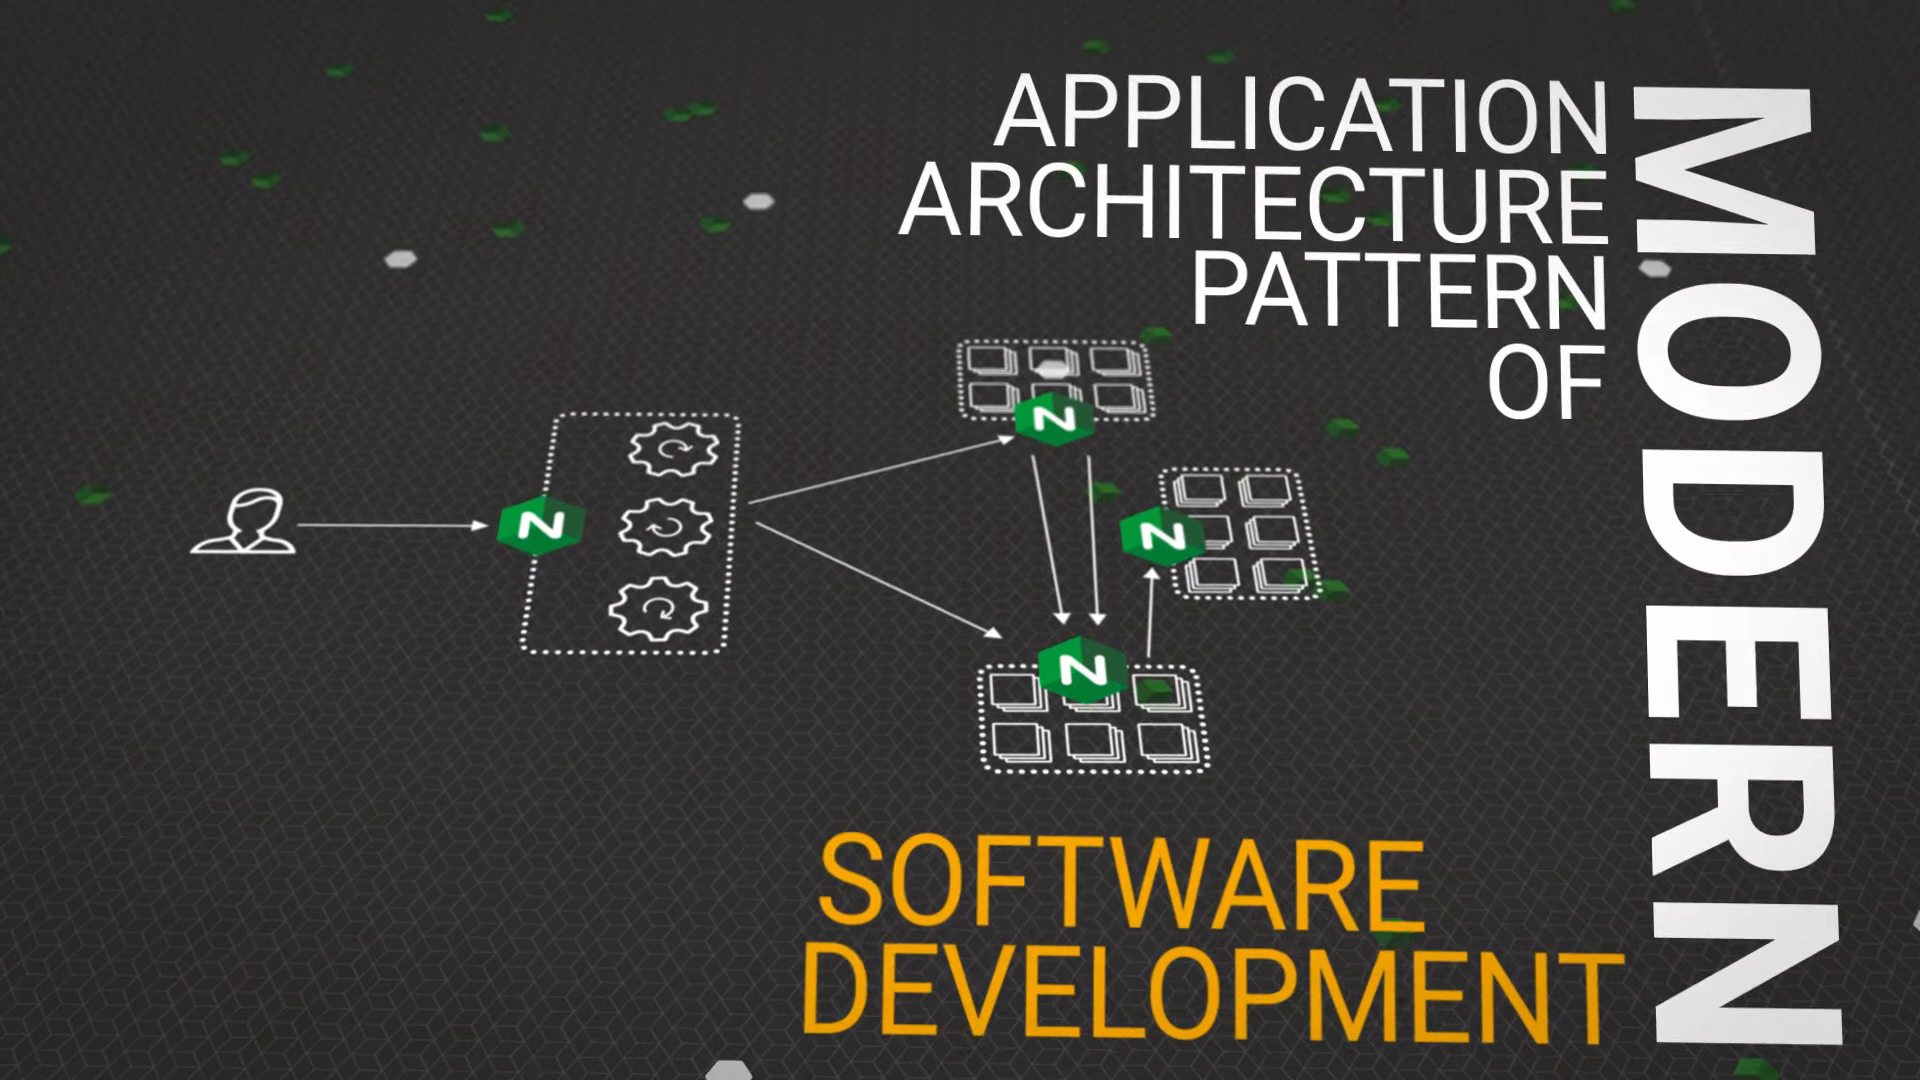 APPLICATION
ARCHITECTURE
PATTERN
OF
MODERN
SOFTWARE
DEVELOPMENT
N
N
N
N